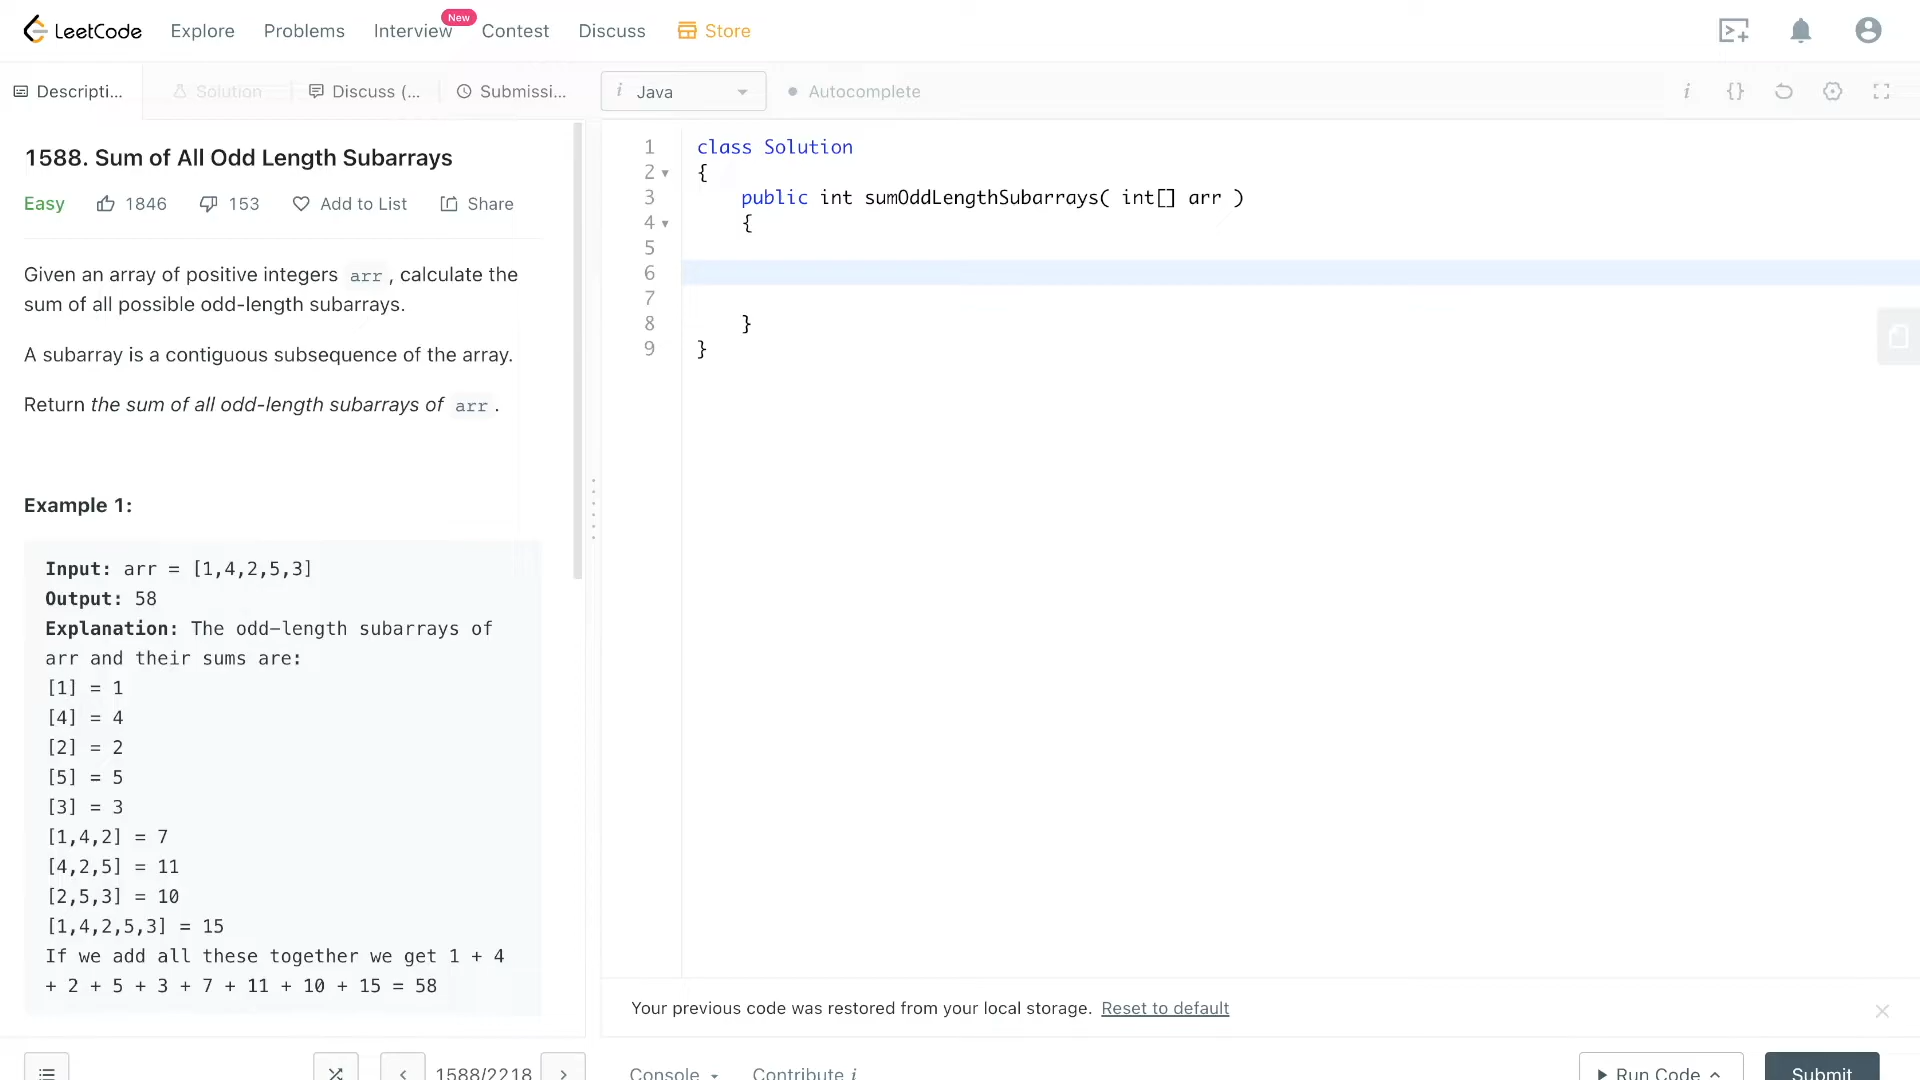 LeetCode Explore Problems Interview New Contest Discuss Store
Descripti... Solution Discuss (... Submissi... i Java Autocomplete i {}
1588. Sum of All Odd Length Subarrays
Easy 1846 153 Add to List Share
Given an array of positive integers arr, calculate the
sum of all possible odd-length subarrays.
A subarray is a contiguous subsequence of the array.
Return the sum of all odd-length subarrays of arr.
Example 1:
Input: arr = [1,4,2,5,3]
Output: 58
Explanation: The odd-length subarrays of
arr and their sums are:
[1] = 1
[4] = 4
[2] = 2
[5] = 5
[3] = 3
[1,4,2] = 7
[4,2,5] = 11
[2,5,3] = 10
[1,4,2,5,3] = 15
If we add all these together we get 1 + 4
+ 2 + 5 + 3 + 7 + 11 + 10 + 15 = 58
1 class Solution
2 {
3 public int sumOddLengthSubarrays( int[] arr )
4 {
5
6
7
8 }
9 }
Your previous code was restored from your local storage. Reset to default
1588/2218 Console Contribute i Run Code Submit